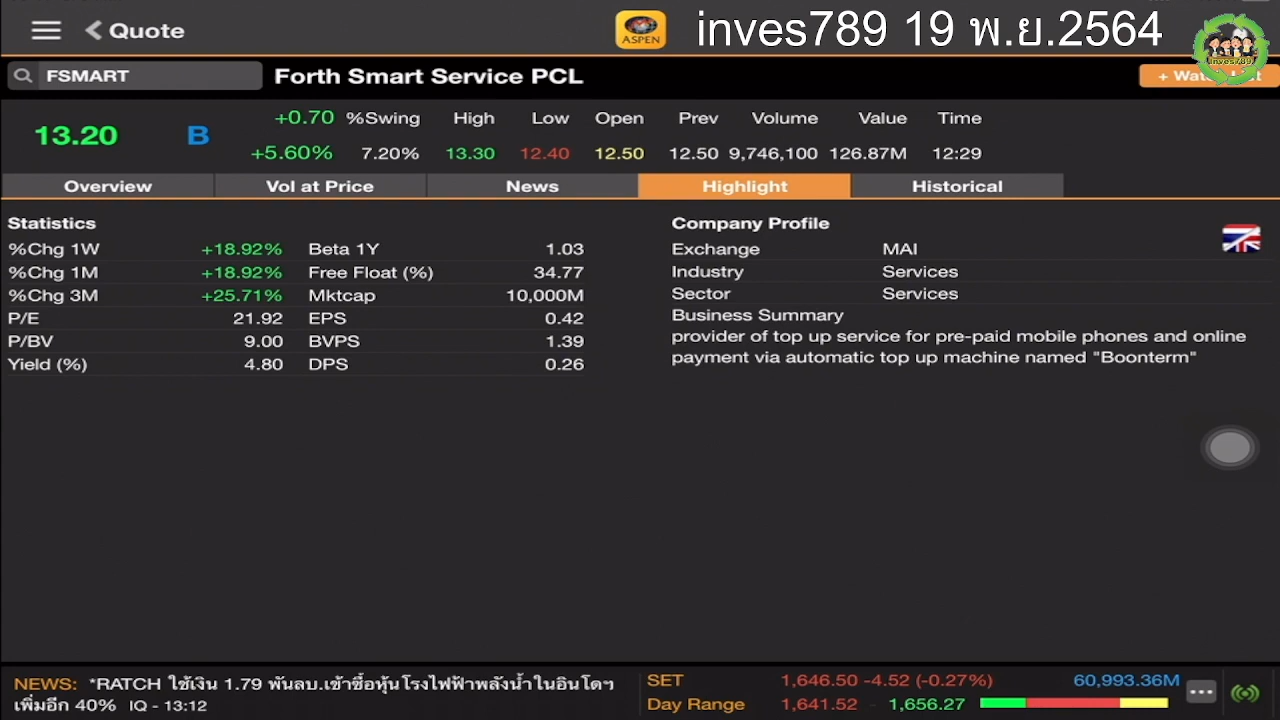 Quote
ASPEN
inves789 19 พ.ย.2564
inves789
FSMART
Forth Smart Service PCL
13.20 B
+0.70 %Swing High Low Open Prev Volume Value Time
+5.60% 7.20% 13.30 12.40 12.50 12.50 9,746,100 126.87M 12:29
Overview Vol at Price News Highlight Historical
Statistics
%Chg 1W +18.92% Beta 1Y 1.03
%Chg 1M +18.92% Free Float (%) 34.77
%Chg 3M +25.71% Mktcap 10,000M
P/E 21.92 EPS 0.42
P/BV 9.00 BVPS 1.39
Yield (%) 4.80 DPS 0.26
Company Profile
Exchange MAI
Industry Services
Sector Services
Business Summary
provider of top up service for pre-paid mobile phones and online
payment via automatic top up machine named "Boonterm"
NEWS: *RATCH ใช้เงิน 1.79 พันลบ.เข้าซื้อหุ้นโรงไฟฟ้าพลังน้ำในอินโดฯ
เพิ่มอีก 40% IQ - 13:12
SET 1,646.50 -4.52 (-0.27%) 60,993.36M
Day Range 1,641.52 - 1,656.27